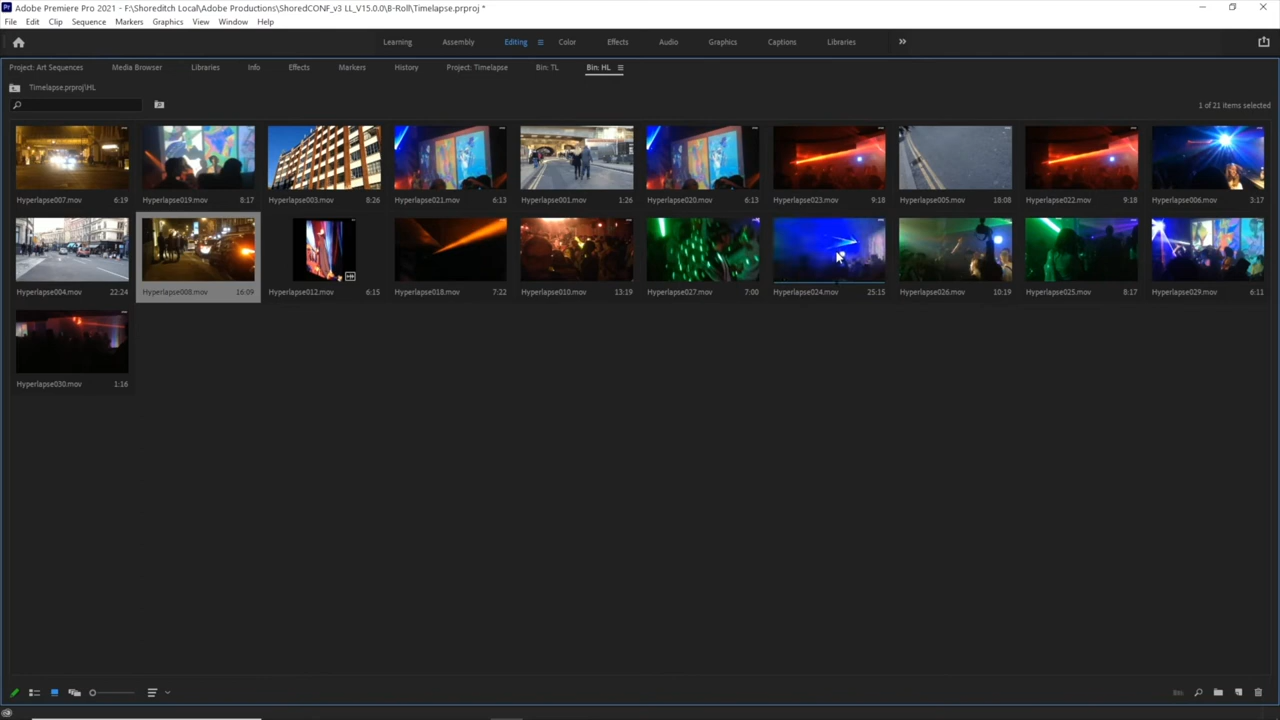 Adobe Premiere Pro 2021 - F:\Shoreditch Local\Adobe Productions\ShoredCONF_v3 LL_V15.0.0\B-Roll\Timelapse.prproj *
File Edit Clip Sequence Markers Graphics View Window Help
Learning Assembly Editing Color Effects Audio Graphics Captions Libraries
Project: Art Sequences Media Browser Libraries Info Effects Markers History Project: Timelapse Bin: TL Bin: HL
Timelapse.prproj\HL
1 of 21 items selected
Hyperlapse007.mov 6:19 Hyperlapse019.mov 8:17 Hyperlapse003.mov 8:26 Hyperlapse021.mov 6:13 Hyperlapse001.mov 1:26 Hyperlapse020.mov 6:13 Hyperlapse023.mov 9:18 Hyperlapse005.mov 18:08 Hyperlapse022.mov 9:18 Hyperlapse006.mov 3:17
Hyperlapse004.mov 22:24 Hyperlapse008.mov 16:09 Hyperlapse012.mov 6:15 Hyperlapse018.mov 7:22 Hyperlapse010.mov 13:19 Hyperlapse027.mov 7:00 Hyperlapse024.mov 25:15 Hyperlapse026.mov 10:19 Hyperlapse025.mov 8:17 Hyperlapse029.mov 6:11
Hyperlapse030.mov 1:16